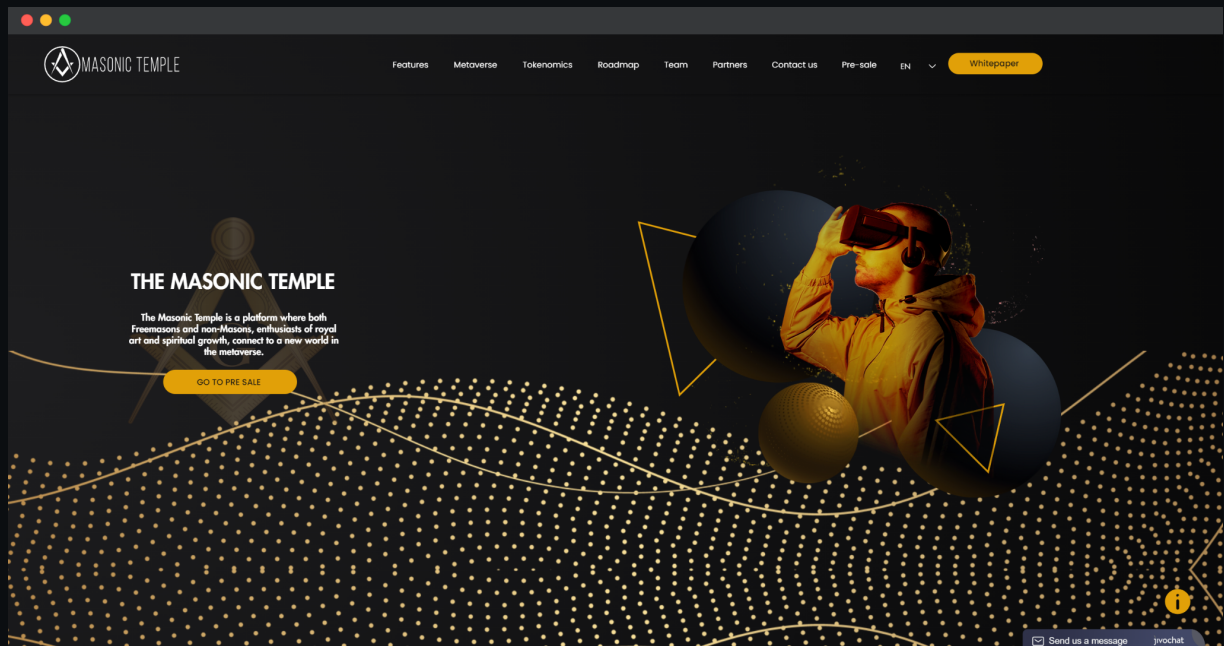 MASONIC TEMPLE
Features Metaverse Tokenomics Roadmap Team Partners Contact us Pre-sale EN Whitepaper
THE MASONIC TEMPLE
The Masonic Temple is a platform where both
Freemasons and non-Masons, enthusiasts of royal
art and spiritual growth, connect to a new world in
the metaverse.
GO TO PRE SALE
i
Send us a message jivochat